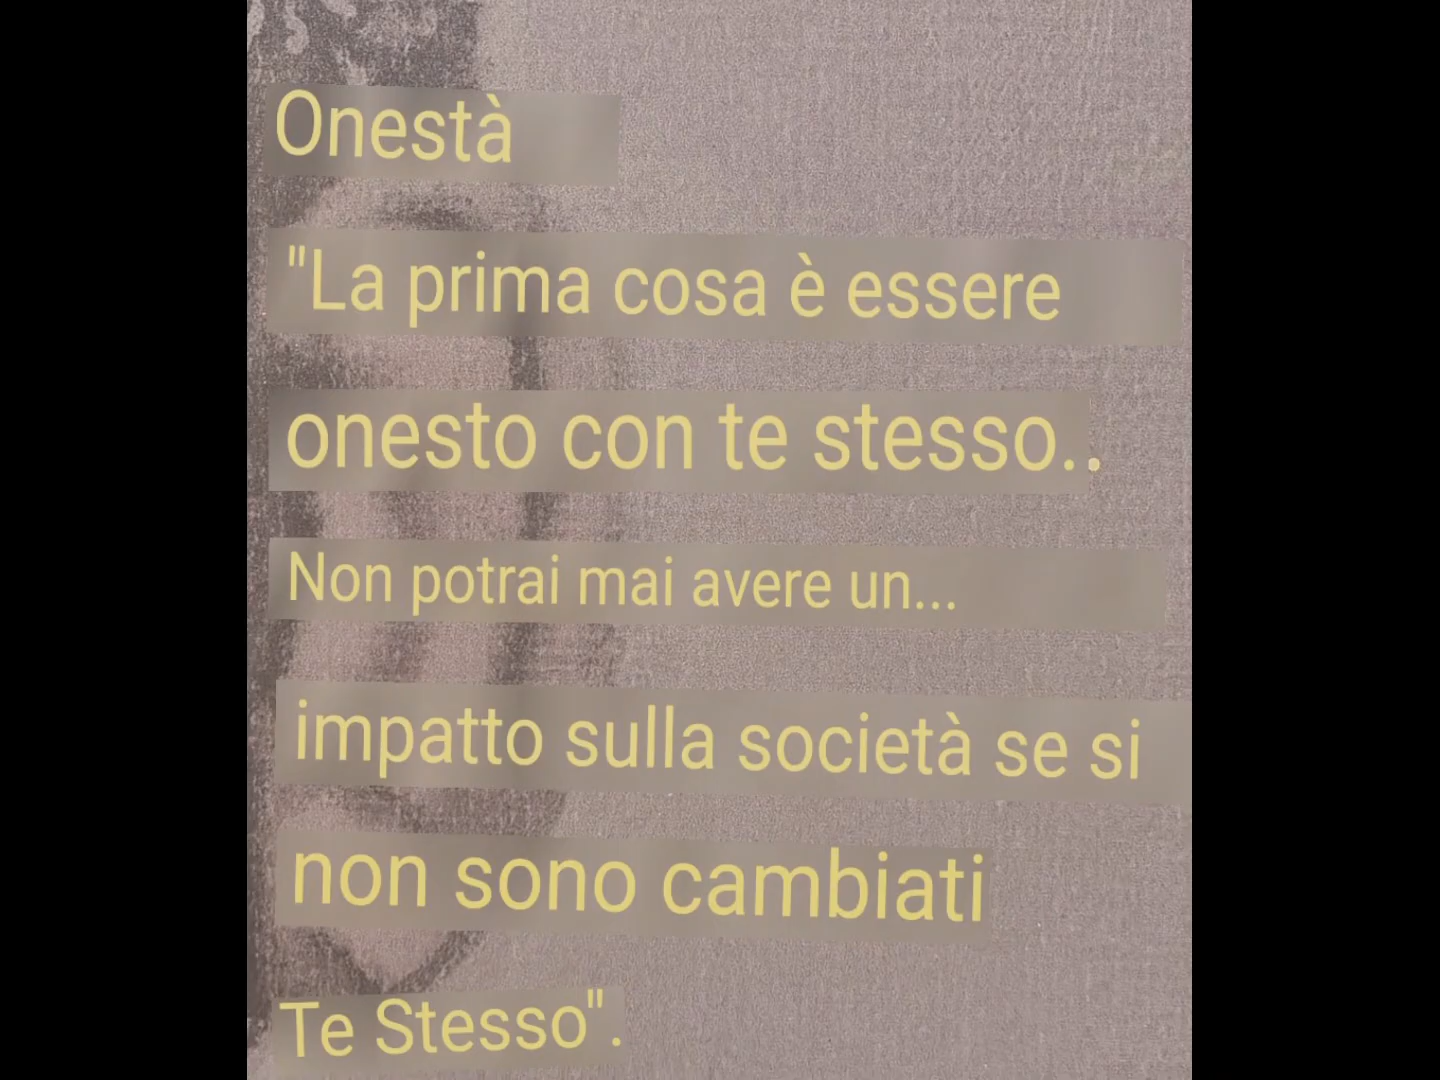 Onestà
"La prima cosa è essere
onesto con te stesso..
Non potrai mai avere un...
impatto sulla società se si
non sono cambiati
Te Stesso".